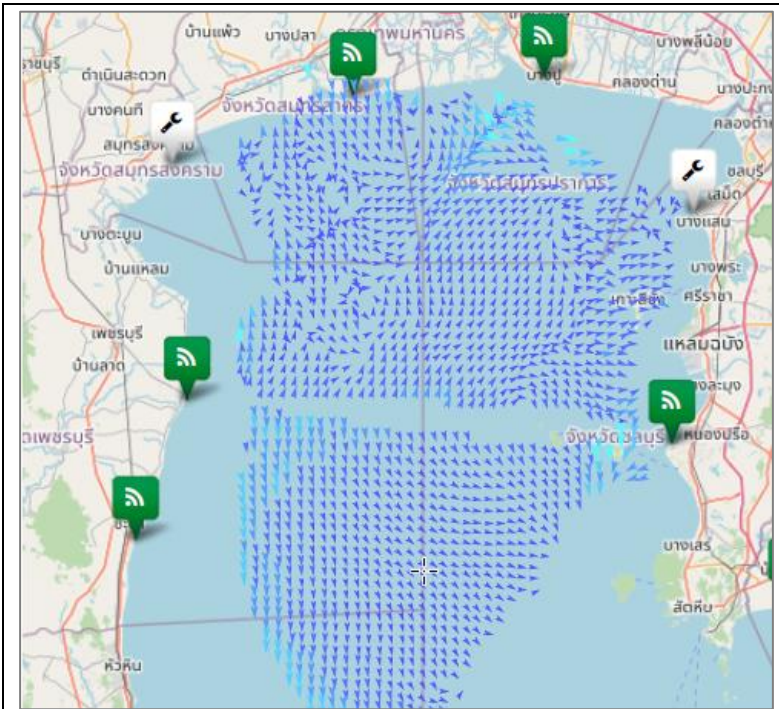 บ้านแพ้ว
บางปลา
กรุงเทพมหานคร
บางพลีน้อย
ราชบุรี
ดำเนินสะดวก
บางปู
คลองด่าน
บางปะกง
บางคนที
จังหวัดสมุทรสาคร
คลองตำ
สมุทรสงคราม
จังหวัดสมุทรสงคราม
ชลบุรี
จังหวัดสมุทรปราการ
เสม็ด
บางแสน
บางตะบูน
บ้านแหลม
บางพระ
เกาะสีชัง
ศรีราชา
เพชรบุรี
แหลมฉบัง
บ้านลาด
บางละมุง
ดเพชรบุรี
จังหวัดชลบุรี
หนองปรือ
ชะอำ
บางเสร่
สัตหีบ
หัวหิน